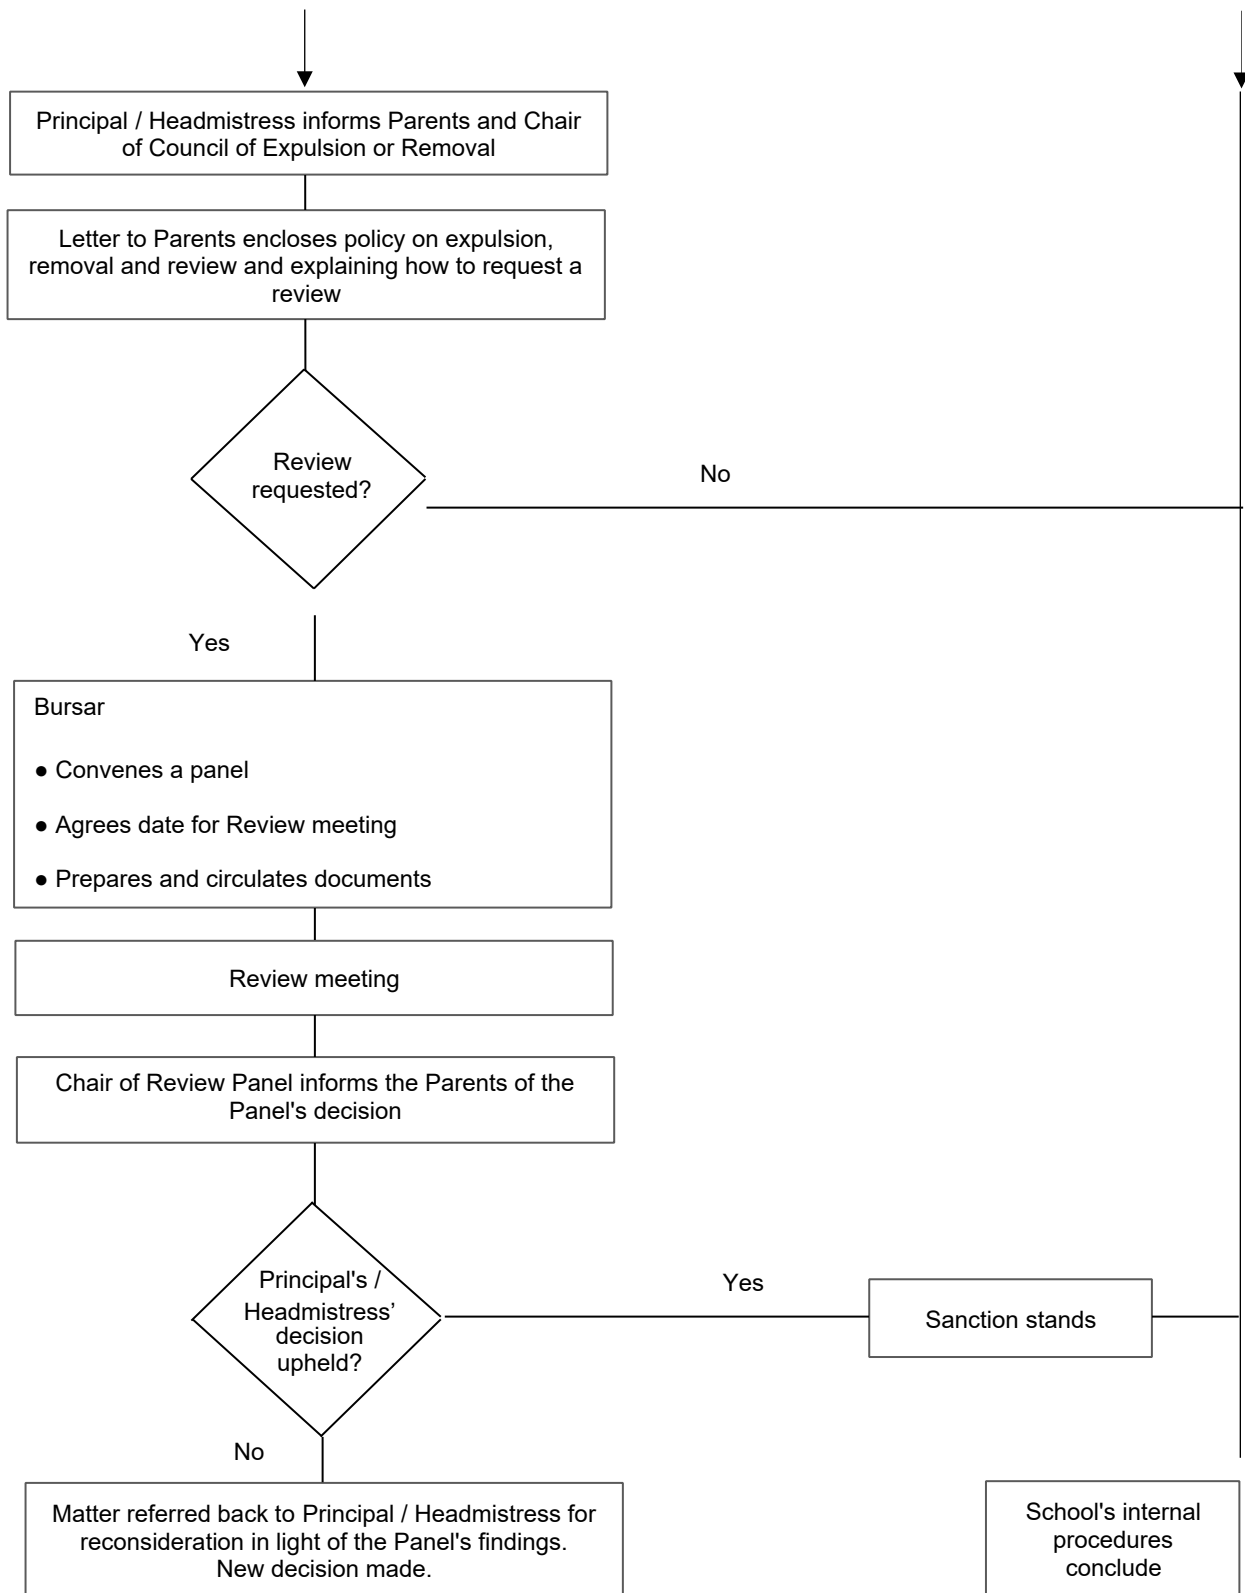 Principal / Headmistress informs Parents and Chair
of Council of Expulsion or Removal
Letter to Parents encloses policy on expulsion,
removal and review and explaining how to request a
review
Review
requested?
No
Yes
Bursar
● Convenes a panel
● Agrees date for Review meeting
● Prepares and circulates documents
Review meeting
Chair of Review Panel informs the Parents of the
Panel's decision
Principal's /
Headmistress’
decision
upheld?
Yes
Sanction stands
No
Matter referred back to Principal / Headmistress for
reconsideration in light of the Panel's findings.
New decision made.
School's internal
procedures
conclude